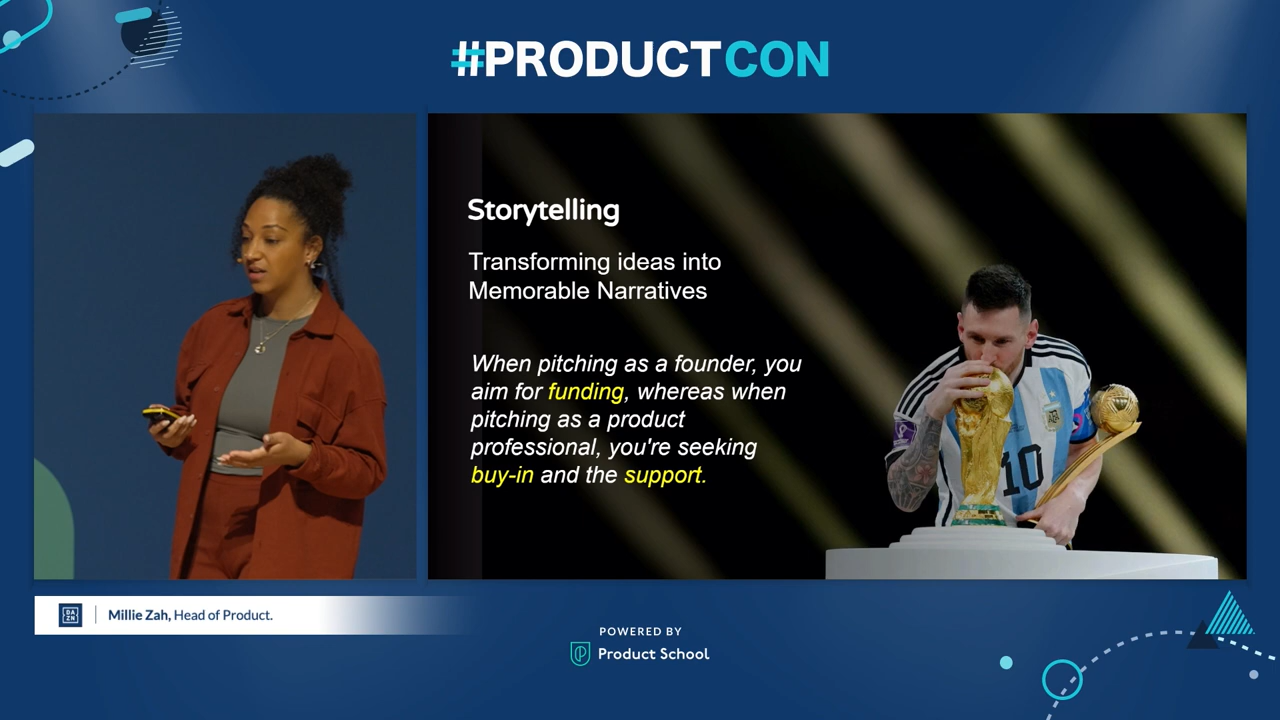 #PRODUCTCON
Storytelling
Transforming ideas into
Memorable Narratives
When pitching as a founder, you
aim for funding, whereas when
pitching as a product
professional, you're seeking
buy-in and the support.
10
DAZN
Millie Zah, Head of Product.
POWERED BY
Product School